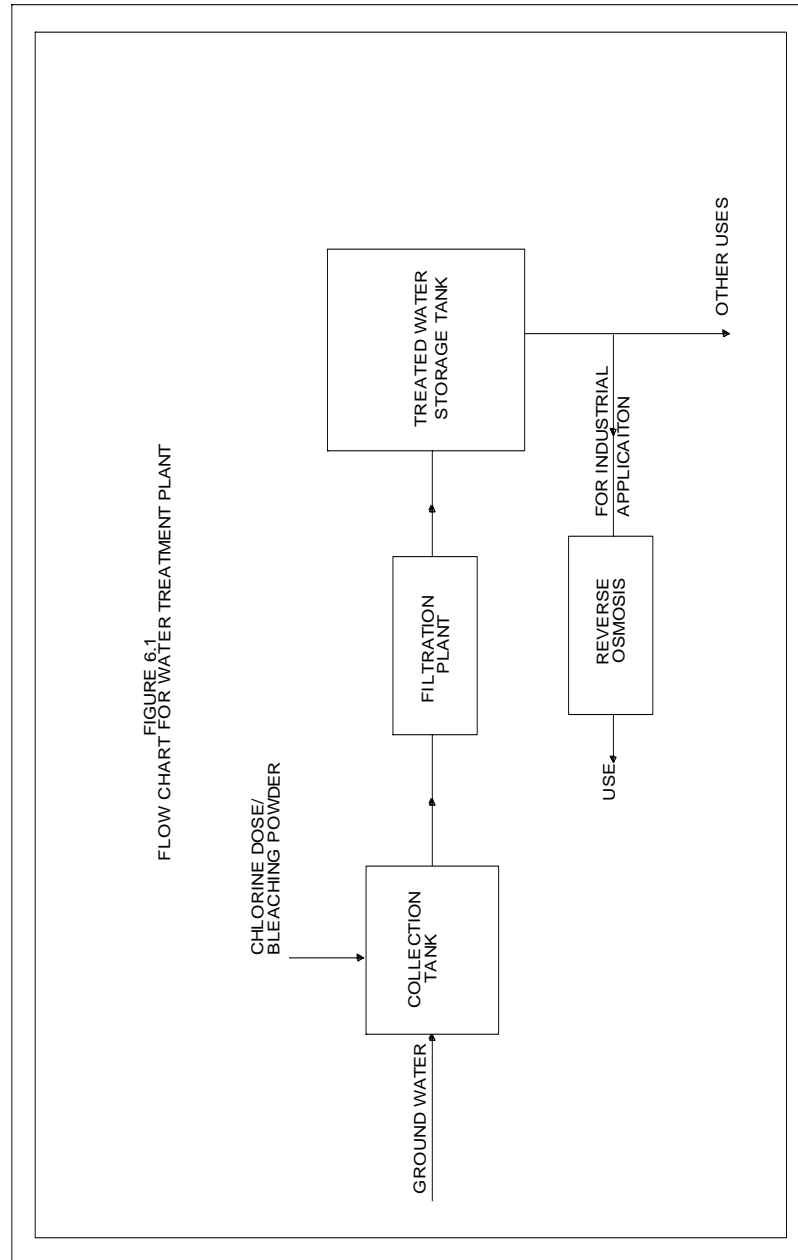 FIGURE 6.1
FLOW CHART FOR WATER TREATMENT PLANT
CHLORINE DOSE/
BLEACHING POWDER
GROUND WATER
COLLECTION
TANK
FILTRATION
PLANT
TREATED WATER
STORAGE TANK
FOR INDUSTRIAL
APPLICAITON
OTHER USES
REVERSE
OSMOSIS
USE